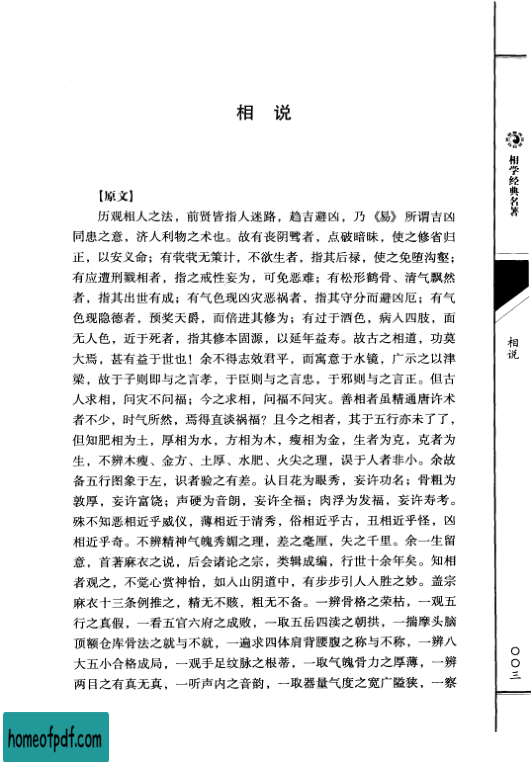 相 说
【原文】
历观相人之法，前贤皆指人迷路，趋吉避凶，乃《易》所谓吉凶
同患之意，济人利物之术也。故有丧阴骘者，点破暗昧，使之修省归
正，以安义命；有茕茕无策计，不欲生者，指其后禄，使之免堕沟壑；
有应遭刑戮相者，指之戒性妄为，可免恶难；有松形鹤骨、清气飘然
者，指其出世有成；有气色现凶灾恶祸者，指其守分而避凶厄；有气
色现隐德者，预奖天爵，而倍进其修为；有过于酒色，病入四肢，面
无人色，近于死者，指其修本固源，以延年益寿。故古之相道，功莫
大焉，甚有益于世也！余不得志效君平，而寓意于水镜，广示之以津
梁，故于子则即与之言孝，于臣则与之言忠，于邪则与之言正。但古
人求相，问灾不问福；今之求相，问福不问灾。善相者虽精通唐许术
者不少，时气所然，焉得直谈祸福？且今之相者，其于五行亦未了了，
但知肥相为土，厚相为水，方相为木，瘦相为金，生者为克，克者为
生，不辨木瘦、金方、土厚、水肥、火尖之理，误于人者非小。余故
备五行图象于左，识者验之有差。认目花为眼秀，妄许功名；骨粗为
敦厚，妄许富饶；声硬为音朗，妄许全福；肉浮为发福，妄许寿考。
殊不知恶相近乎威仪，薄相近于清秀，俗相近乎古，丑相近乎怪，凶
相近乎奇。不辨精神气魄秀媚之理，差之毫厘，失之千里。余一生留
意，首著麻衣之说，后会诸论之宗，类辑成编，行世十余年矣。知相
者观之，不觉心赏神怡，如入山阴道中，有步步引人入胜之妙。盖宗
麻衣十三条例推之，精无不赅，粗无不备。一辨骨格之荣枯，一观五
行之真假，一看五官六府之成败，一取五岳四渎之朝拱，一揣摩头脑
顶额仓库骨法之就与不就，一遍求四体肩背腰腹之称与不称，一辨八
大五小合格成局，一观手足纹脉之根蒂，一取气魄骨力之厚薄，一辨
两目之有真无真，一听声内之音韵，一取器量气度之宽广隘狭，一察
相学经典名著
相说
〇〇三
homeofpdf.com